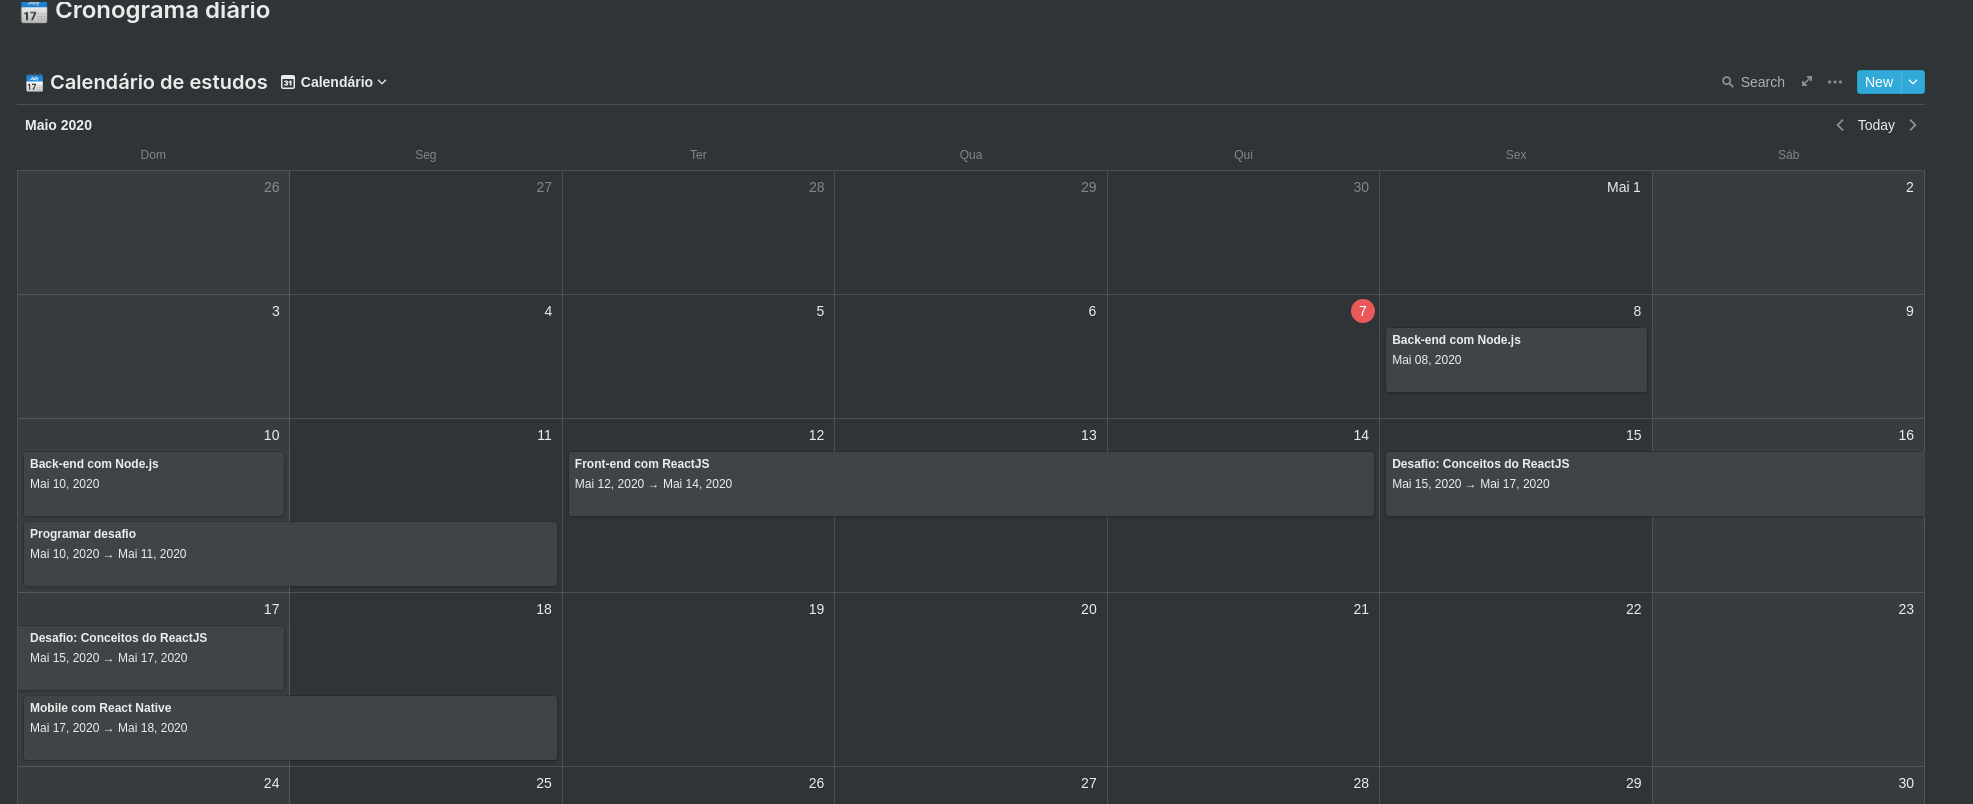 Cronograma diário
Calendário de estudos Calendário Search New
Maio 2020 Today
Dom Seg Ter Qua Qui Sex Sáb
26 27 28 29 30 Mai 1 2
3 4 5 6 7 8 9
Back-end com Node.js
Mai 08, 2020
10 11 12 13 14 15 16
Back-end com Node.js
Mai 10, 2020
Front-end com ReactJS
Mai 12, 2020 → Mai 14, 2020
Desafio: Conceitos do ReactJS
Mai 15, 2020 → Mai 17, 2020
Programar desafio
Mai 10, 2020 → Mai 11, 2020
17 18 19 20 21 22 23
Desafio: Conceitos do ReactJS
Mai 15, 2020 → Mai 17, 2020
Mobile com React Native
Mai 17, 2020 → Mai 18, 2020
24 25 26 27 28 29 30